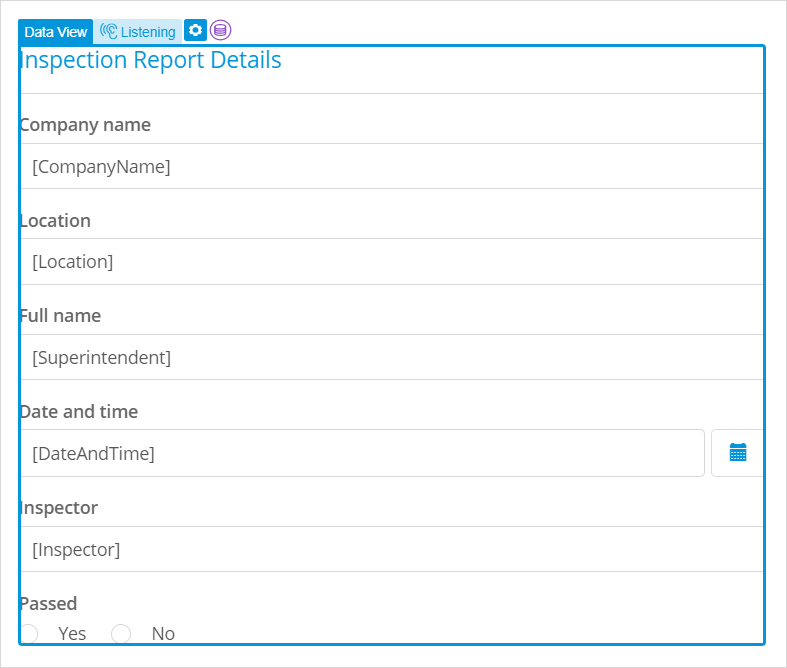 Data View Listening
Inspection Report Details
Company name
[CompanyName]
Location
[Location]
Full name
[Superintendent]
Date and time
[DateAndTime]
Inspector
[Inspector]
Passed
Yes No